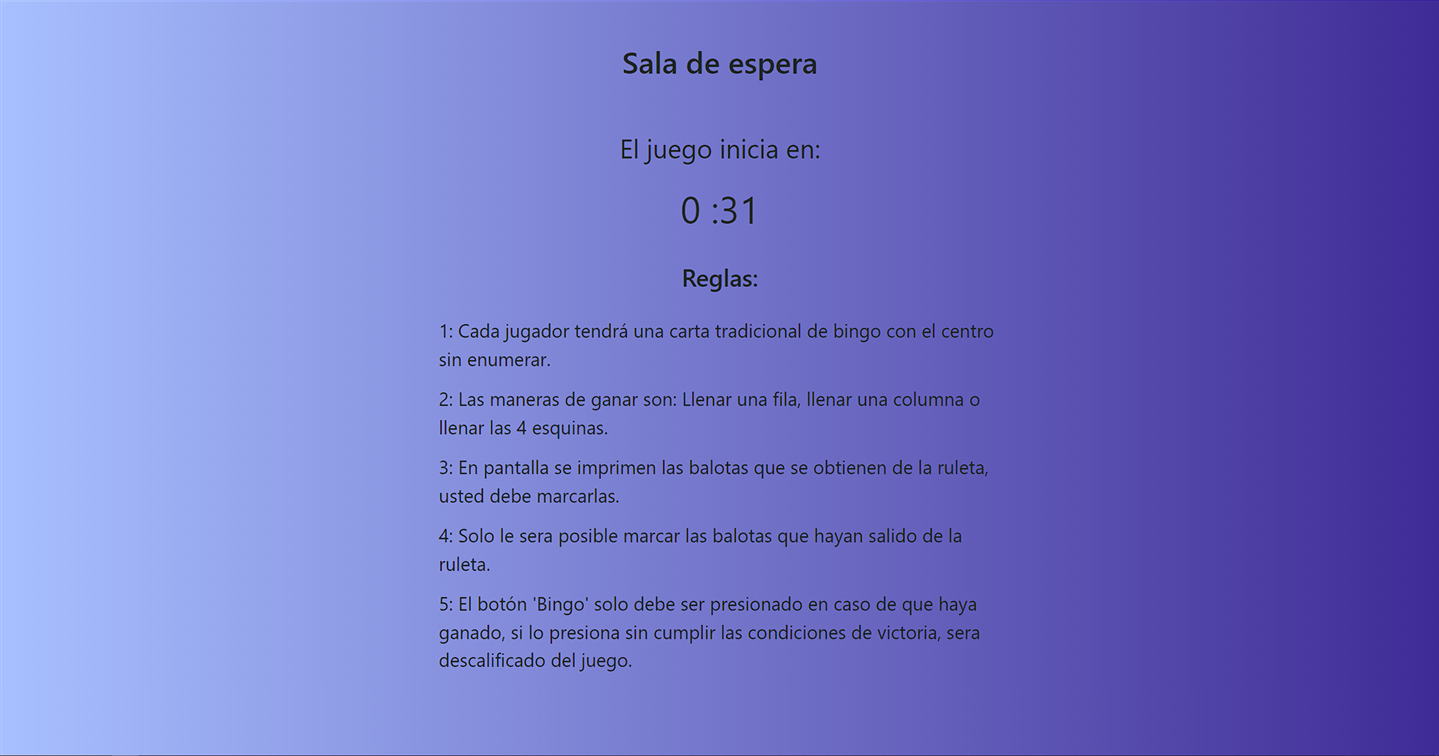 Sala de espera
El juego inicia en:
0 :31
Reglas:
1: Cada jugador tendrá una carta tradicional de bingo con el centro
sin enumerar.
2: Las maneras de ganar son: Llenar una fila, llenar una columna o
llenar las 4 esquinas.
3: En pantalla se imprimen las balotas que se obtienen de la ruleta,
usted debe marcarlas.
4: Solo le sera posible marcar las balotas que hayan salido de la
ruleta.
5: El botón 'Bingo' solo debe ser presionado en caso de que haya
ganado, si lo presiona sin cumplir las condiciones de victoria, sera
descalificado del juego.